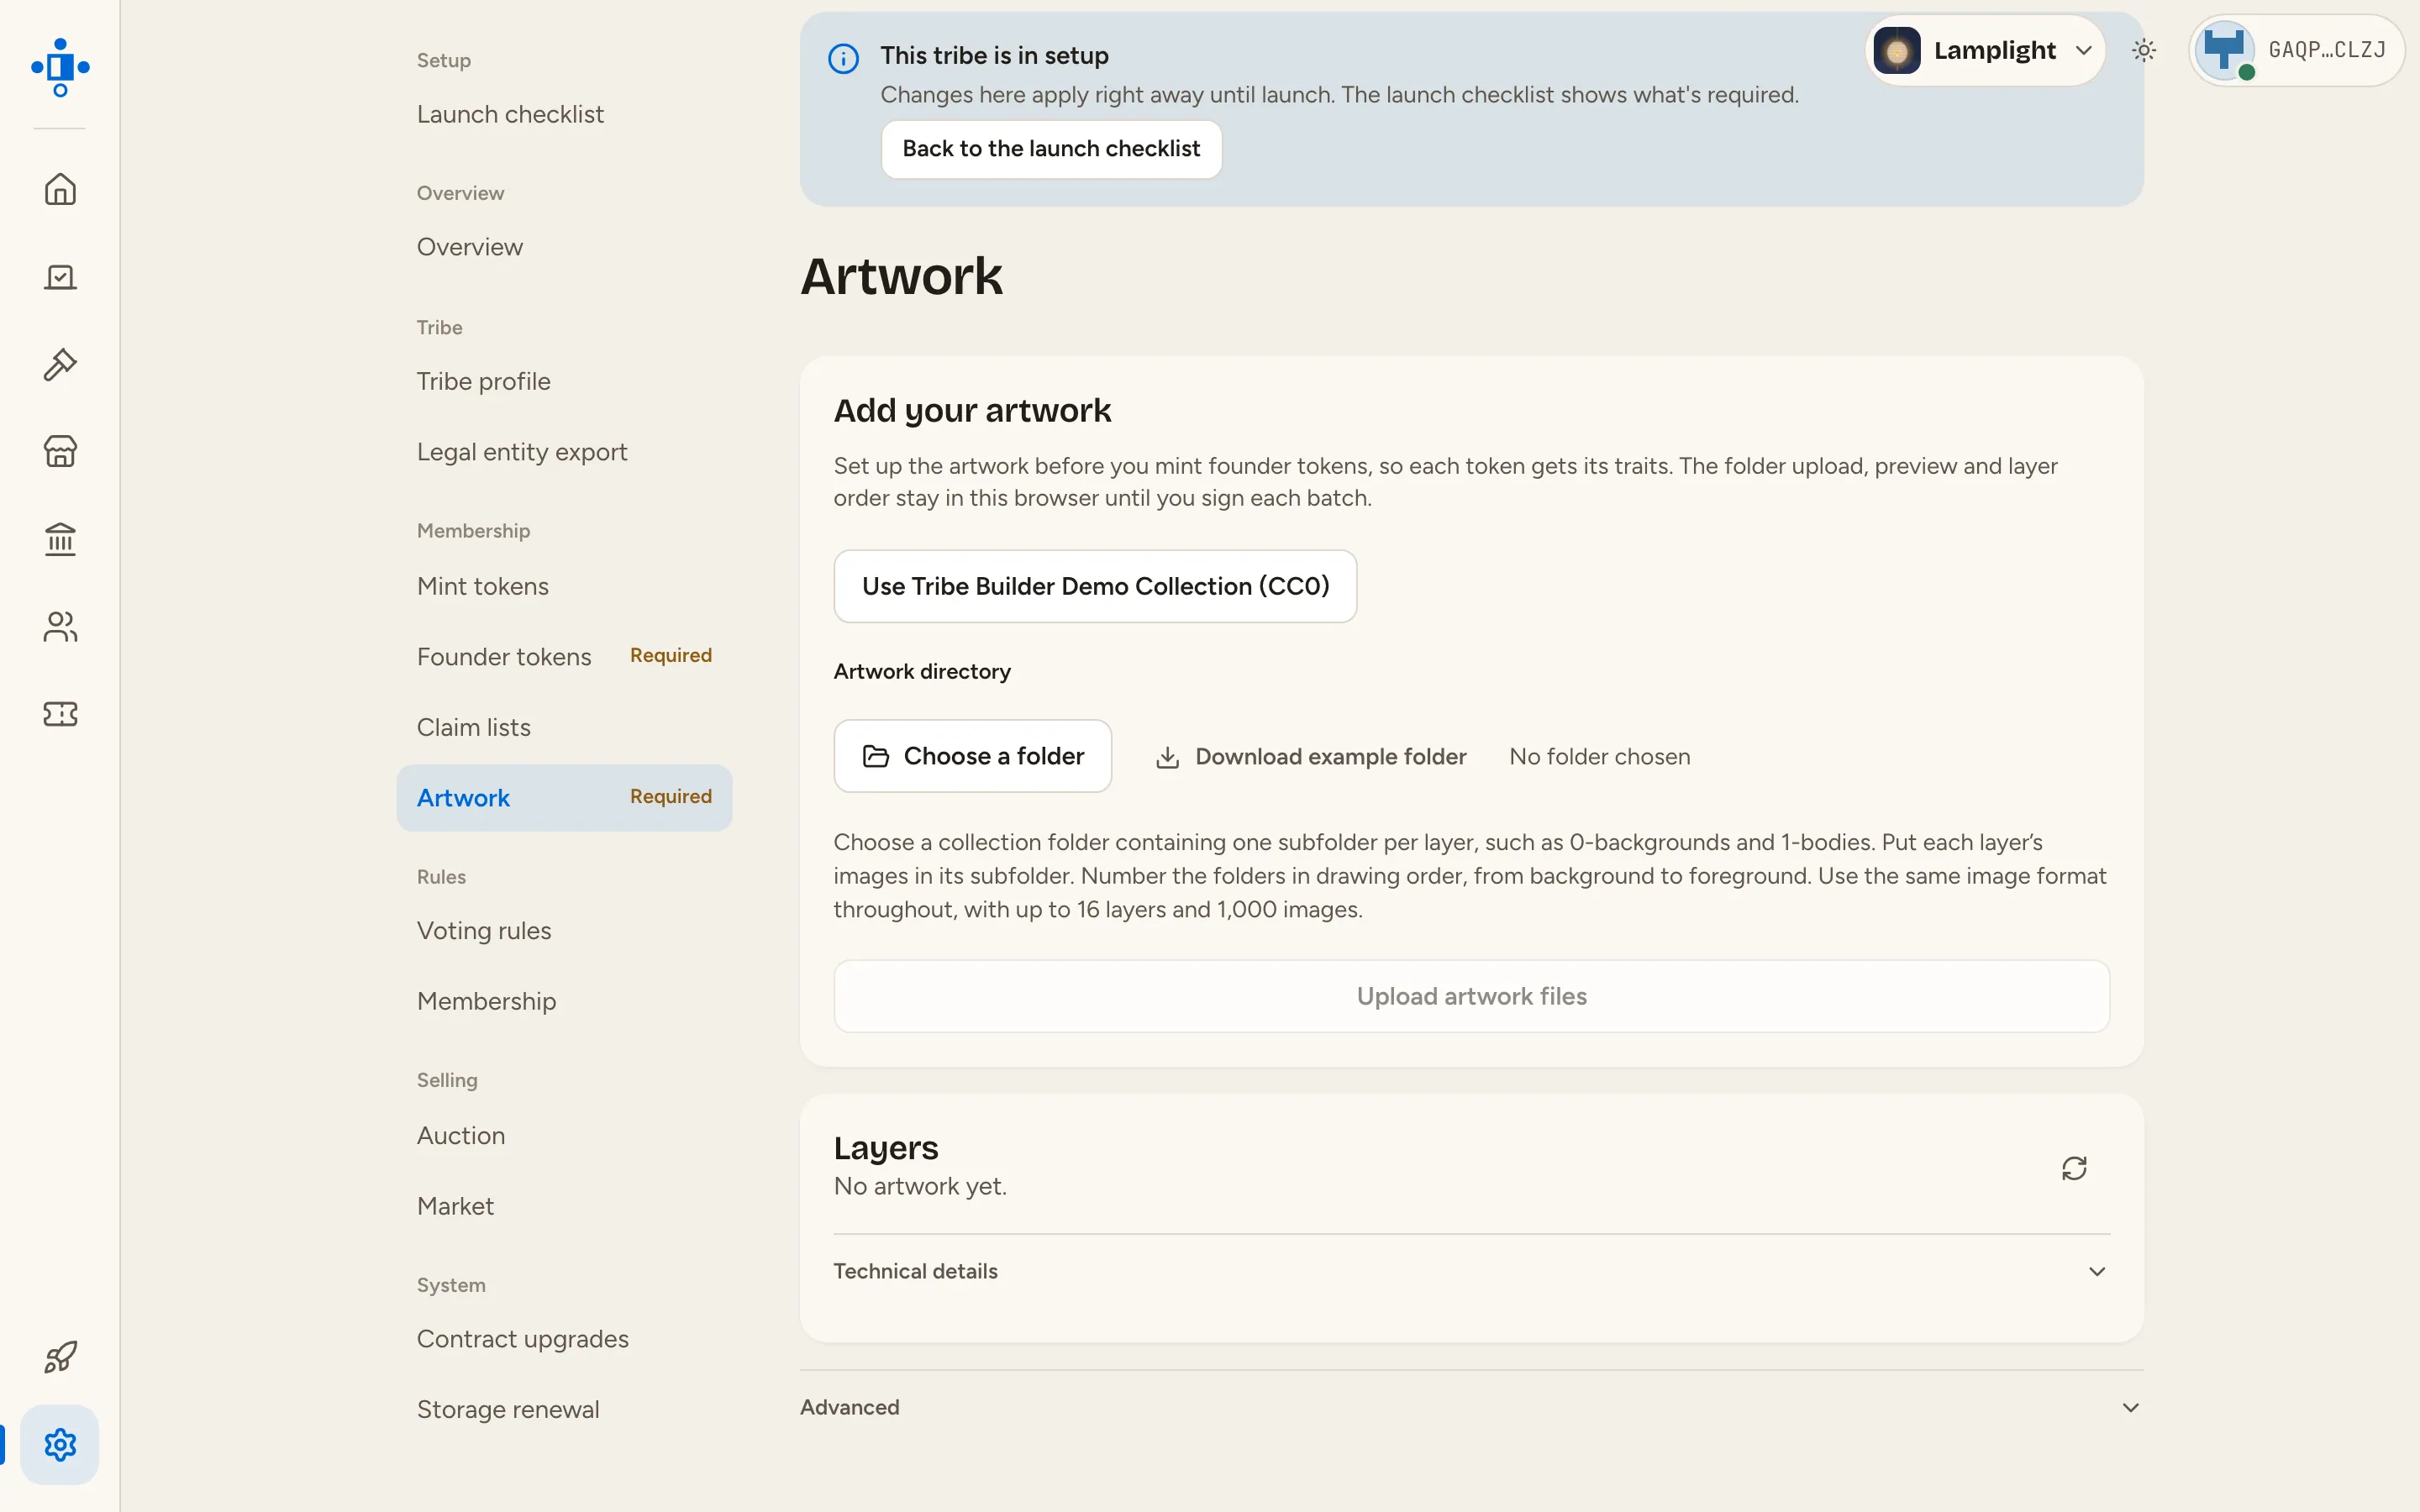 Setup
Launch checklist
Overview
Overview
Tribe
Tribe profile
Legal entity export
Membership
Mint tokens
Founder tokens Required
Claim lists
Artwork Required
Rules
Voting rules
Membership
Selling
Auction
Market
System
Contract upgrades
Storage renewal
This tribe is in setup
Changes here apply right away until launch. The launch checklist shows what's required.
Back to the launch checklist
Lamplight
GAQP…CLZJ
Artwork
Add your artwork
Set up the artwork before you mint founder tokens, so each token gets its traits. The folder upload, preview and layer
order stay in this browser until you sign each batch.
Use Tribe Builder Demo Collection (CC0)
Artwork directory
Choose a folder
Download example folder
No folder chosen
Choose a collection folder containing one subfolder per layer, such as 0-backgrounds and 1-bodies. Put each layer’s
images in its subfolder. Number the folders in drawing order, from background to foreground. Use the same image format
throughout, with up to 16 layers and 1,000 images.
Upload artwork files
Layers
No artwork yet.
Technical details
Advanced